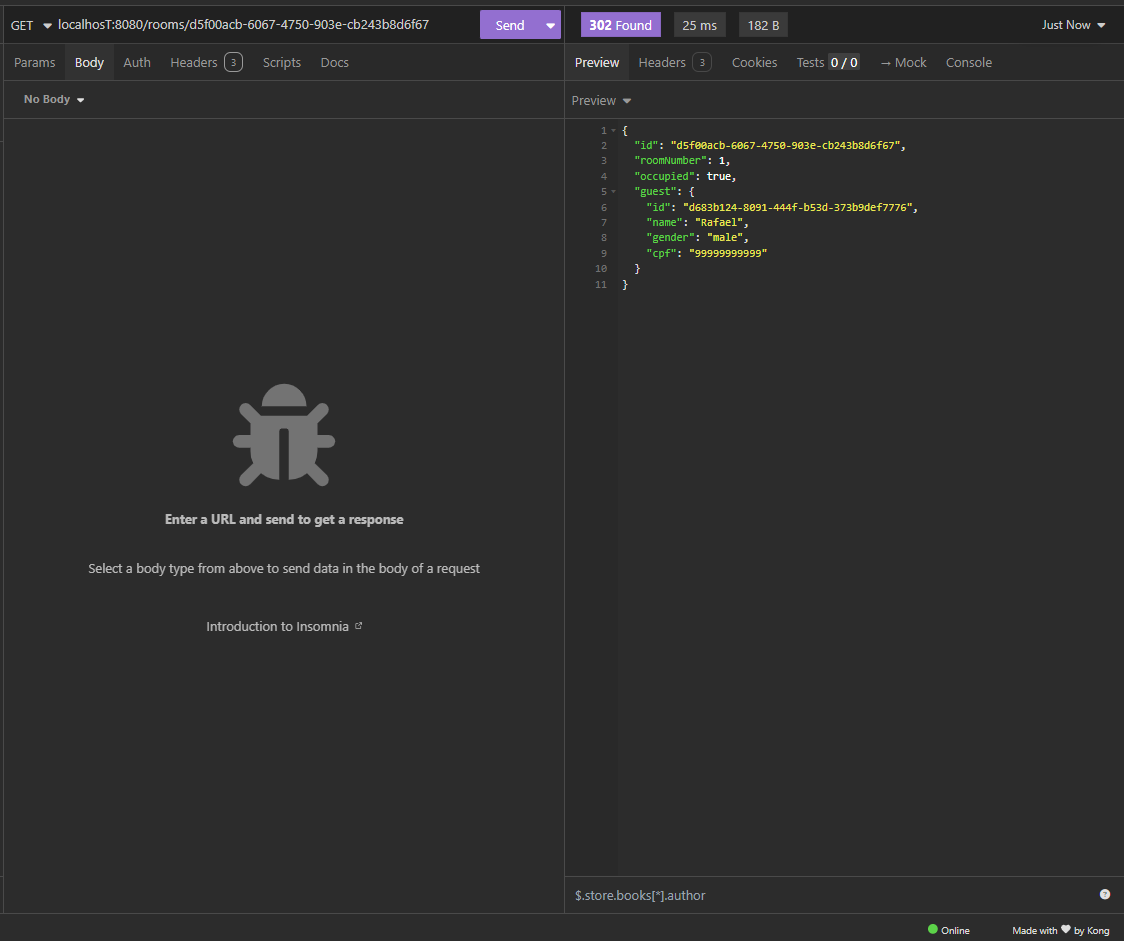 GET localhosT:8080/rooms/d5f00acb-6067-4750-903e-cb243b8d6f67 Send
302 Found 25 ms 182 B Just Now
Params Body Auth Headers 3 Scripts Docs
Preview Headers 3 Cookies Tests 0 / 0 → Mock Console
No Body
Preview
1 {
2 "id": "d5f00acb-6067-4750-903e-cb243b8d6f67",
3 "roomNumber": 1,
4 "occupied": true,
5 "guest": {
6 "id": "d683b124-8091-444f-b53d-373b9def7776",
7 "name": "Rafael",
8 "gender": "male",
9 "cpf": "99999999999"
10 }
11 }
Enter a URL and send to get a response
Select a body type from above to send data in the body of a request
Introduction to Insomnia
$.store.books[*].author ?
Online Made with ♥ by Kong